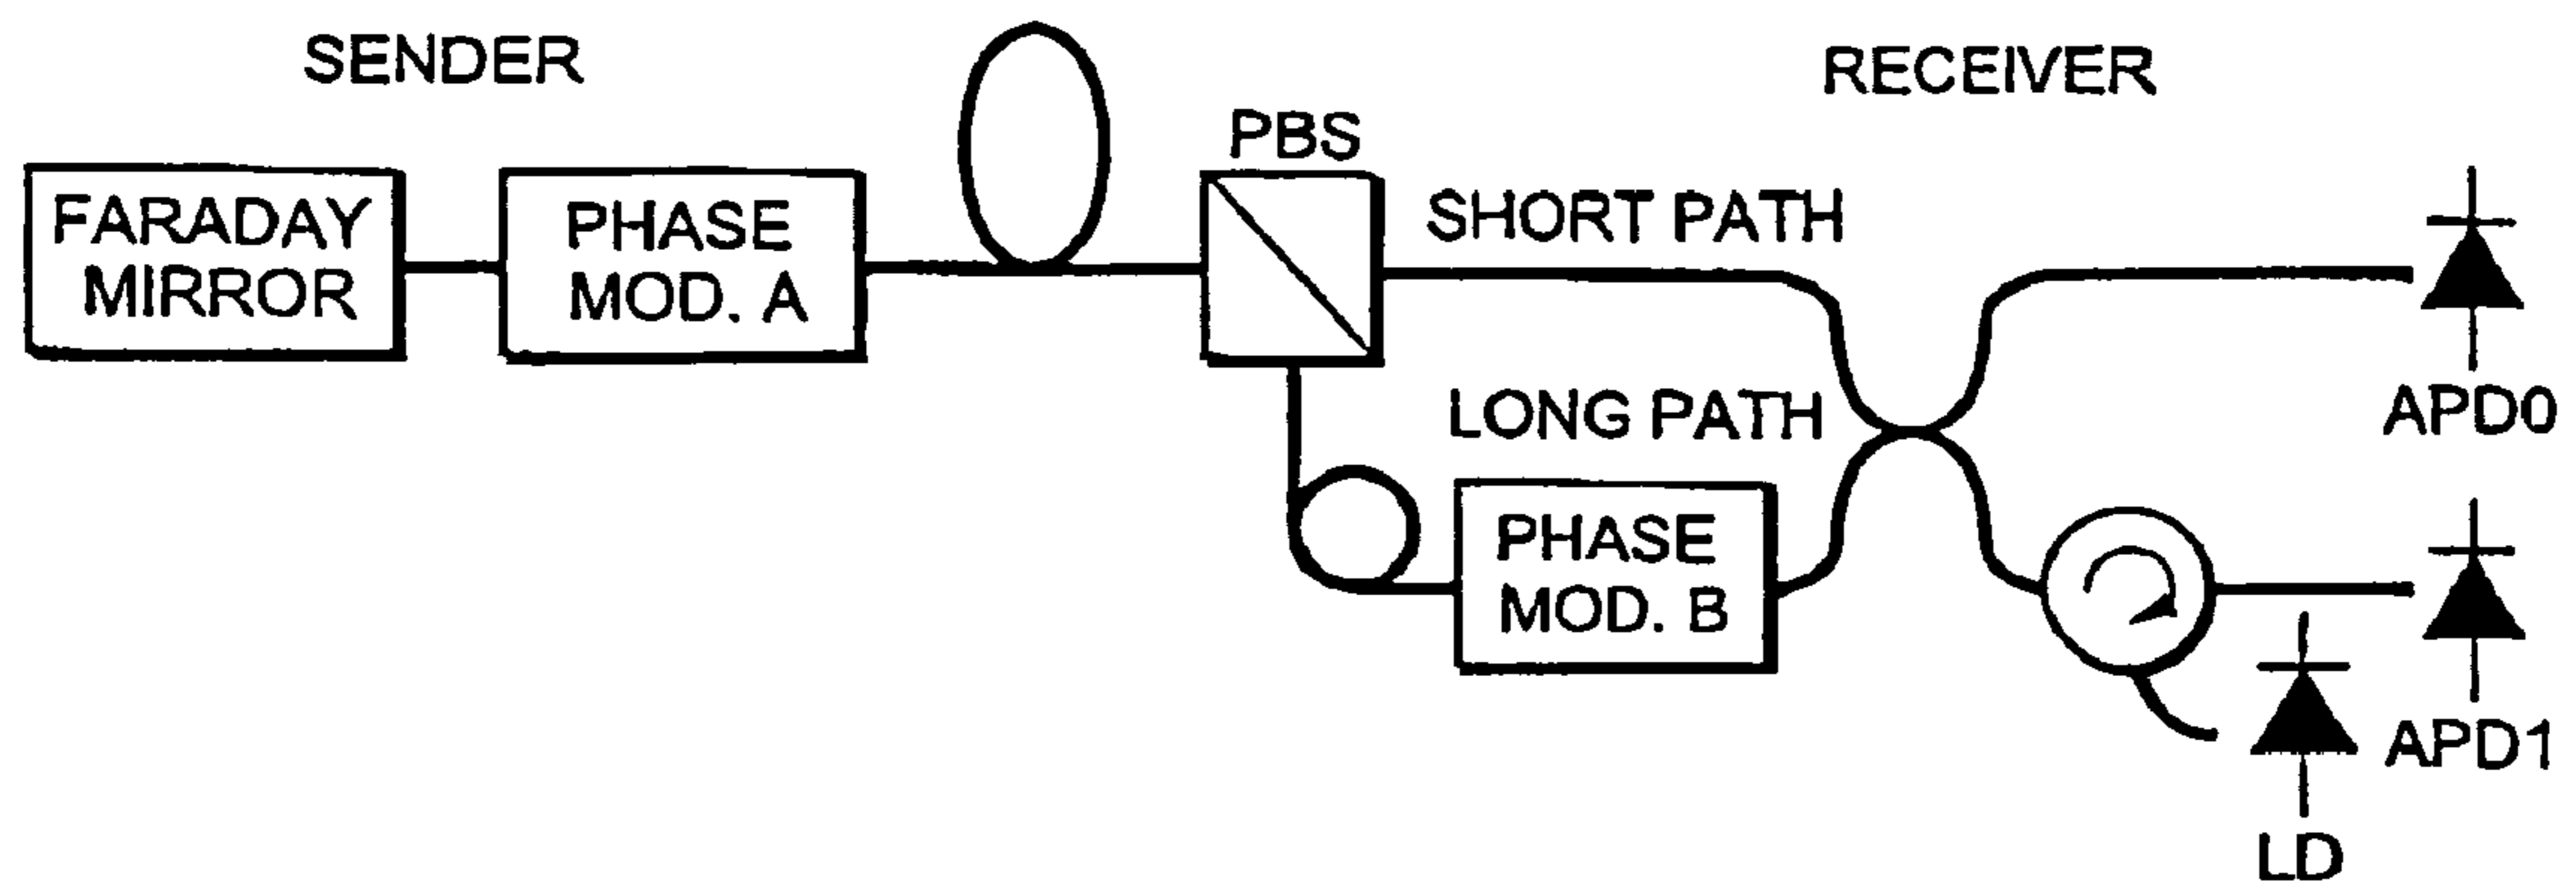 SENDER
RECEIVER
PBS
FARADAY
MIRROR
PHASE
MOD. A
SHORT PATH
LONG PATH
PHASE
MOD. B
APD0
APD1
LD